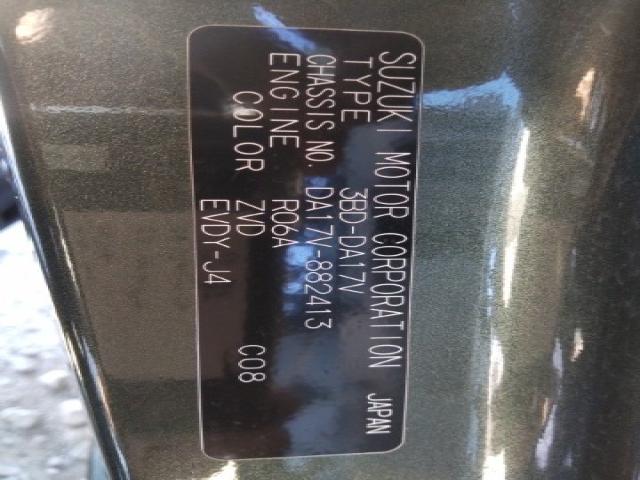 SUZUKI MOTOR CORPORATION JAPAN
TYPE 3BD-DA17V
CHASSIS NO. DA17V-882413
ENGINE R06A
COLOR ZVD C08
EVDY-J4